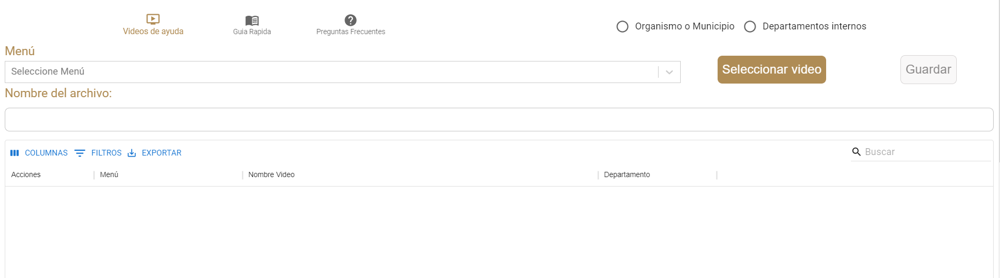 Videos de ayuda
Guia Rapida
Preguntas Frecuentes
Organismo o Municipio
Departamentos internos
Menú
Seleccione Menú
Seleccionar video
Guardar
Nombre del archivo:
COLUMNAS
FILTROS
EXPORTAR
Buscar
Acciones
Menú
Nombre Video
Departamento